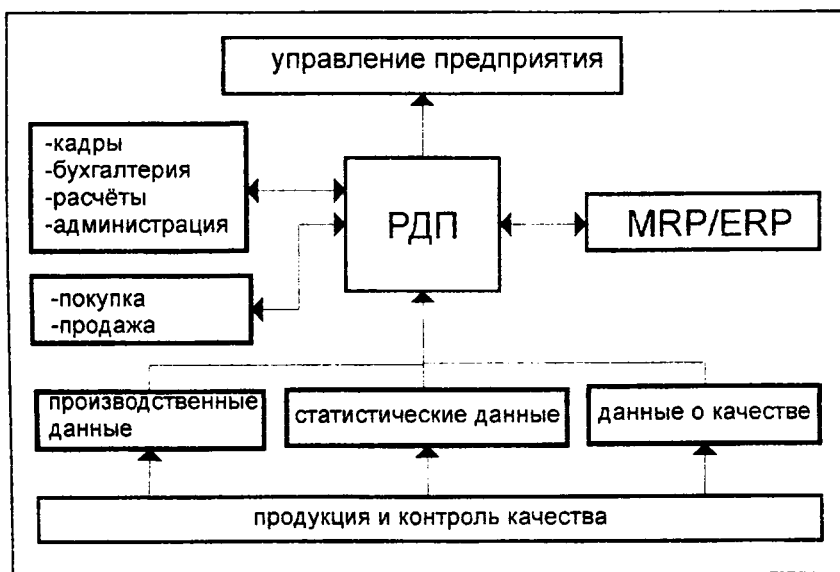 управление предприятия
-кадры
-бухгалтерия
-расчёты
-администрация
РДП
MRP/ERP
-покупка
-продажа
производственные
данные
статистические данные
данные о качестве
продукция и контроль качества